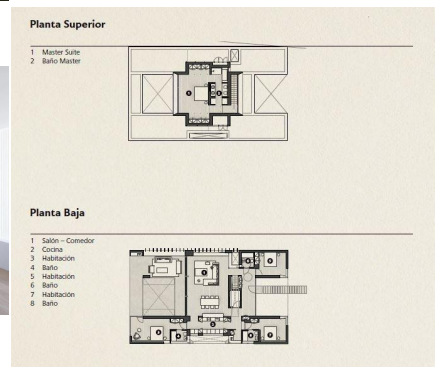 Planta Superior
1 Master Suite
2 Baño Master
Planta Baja
1 Salón – Comedor
2 Cocina
3 Habitación
4 Baño
5 Habitación
6 Baño
7 Habitación
8 Baño